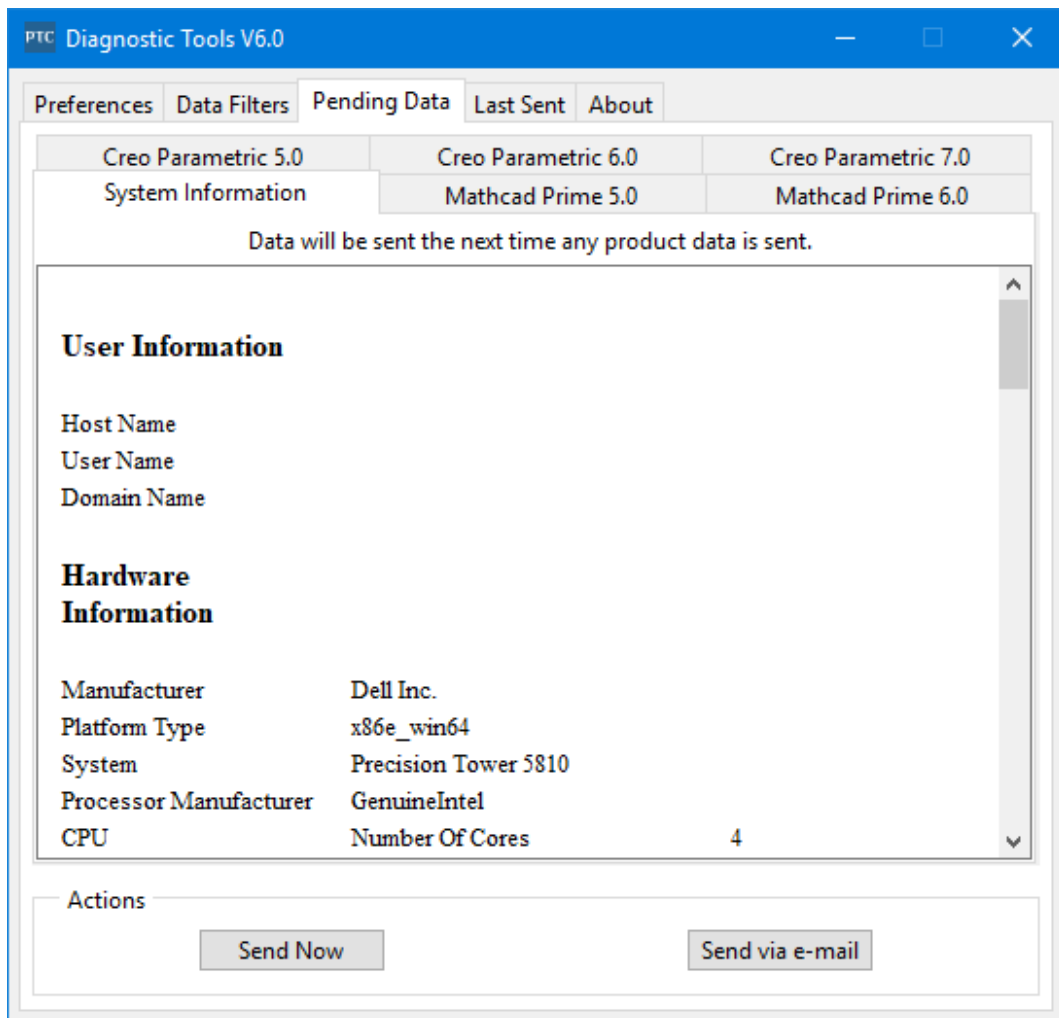 PTC Diagnostic Tools V6.0
Preferences Data Filters Pending Data Last Sent About
Creo Parametric 5.0 Creo Parametric 6.0 Creo Parametric 7.0
System Information Mathcad Prime 5.0 Mathcad Prime 6.0
Data will be sent the next time any product data is sent.
User Information
Host Name
User Name
Domain Name
Hardware
Information
Manufacturer Dell Inc.
Platform Type x86e_win64
System Precision Tower 5810
Processor Manufacturer GenuineIntel
CPU Number Of Cores 4
Actions
Send Now Send via e-mail